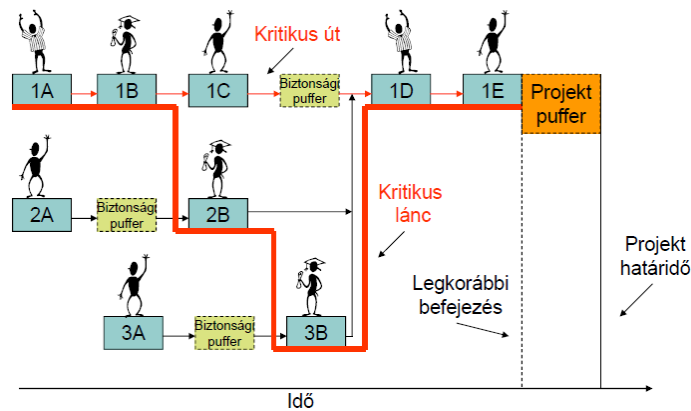 Kritikus út
1A
1B
1C
Biztonsági
puffer
1D
1E
Projekt
puffer
2A
Biztonsági
puffer
2B
Kritikus
lánc
3A
Biztonsági
puffer
3B
Legkorábbi
befejezés
Projekt
határidő
Idő